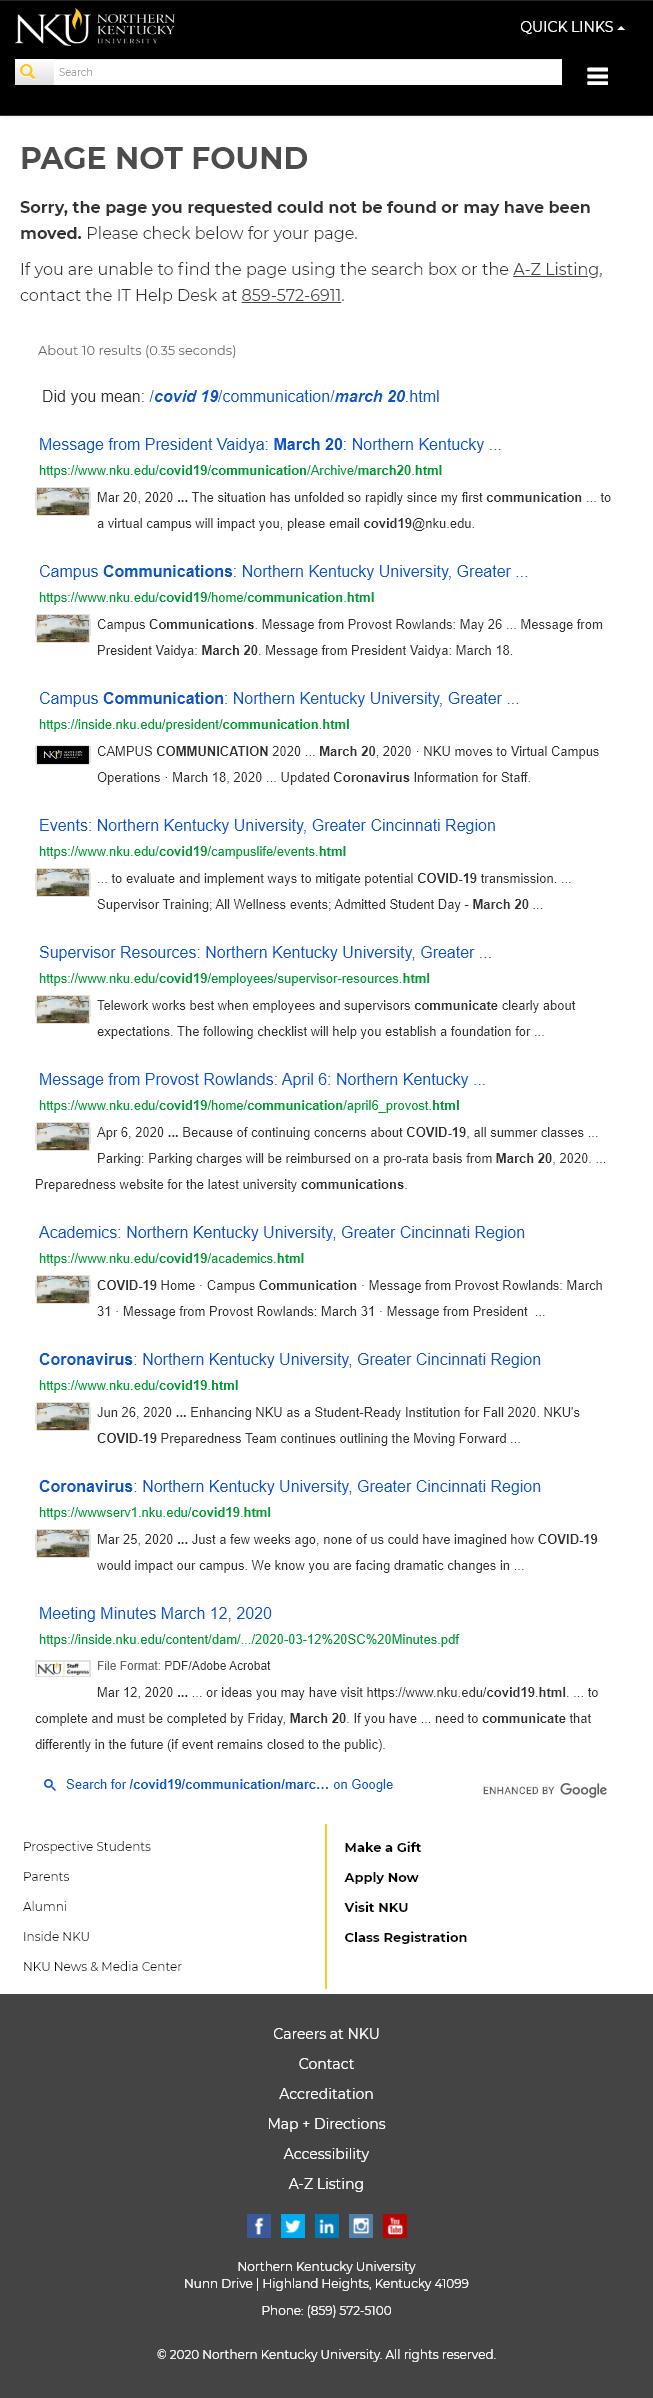 NKU NORTHERN
KENTUCKY
UNIVERSITY
QUICK LINKS
Search
PAGE NOT FOUND
Sorry, the page you requested could not be found or may have been
moved. Please check below for your page.
If you are unable to find the page using the search box or the A-Z Listing,
contact the IT Help Desk at 859-572-6911.
About 10 results (0.35 seconds)
Did you mean: /covid 19/communication/march 20.html
Message from President Vaidya: March 20: Northern Kentucky ...
https://www.nku.edu/covid19/communication/Archive/march20.html
Mar 20, 2020 ... The situation has unfolded so rapidly since my first communication ... to
a virtual campus will impact you, please email covid19@nku.edu.
Campus Communications: Northern Kentucky University, Greater ...
https://www.nku.edu/covid19/home/communication.html
Campus Communications. Message from Provost Rowlands: May 26 ... Message from
President Vaidya: March 20. Message from President Vaidya: March 18.
Campus Communication: Northern Kentucky University, Greater ...
https://inside.nku.edu/president/communication.html
NKU
CAMPUS COMMUNICATION 2020 ... March 20, 2020 · NKU moves to Virtual Campus
Operations · March 18, 2020 ... Updated Coronavirus Information for Staff.
Events: Northern Kentucky University, Greater Cincinnati Region
https://www.nku.edu/covid19/campuslife/events.html
... to evaluate and implement ways to mitigate potential COVID-19 transmission. ...
Supervisor Training; All Wellness events; Admitted Student Day - March 20 ...
Supervisor Resources: Northern Kentucky University, Greater ...
https://www.nku.edu/covid19/employees/supervisor-resources.html
Telework works best when employees and supervisors communicate clearly about
expectations. The following checklist will help you establish a foundation for ...
Message from Provost Rowlands: April 6: Northern Kentucky ...
https://www.nku.edu/covid19/home/communication/april6_provost.html
Apr 6, 2020 ... Because of continuing concerns about COVID-19, all summer classes ...
Parking: Parking charges will be reimbursed on a pro-rata basis from March 20, 2020. ...
Preparedness website for the latest university communications.
Academics: Northern Kentucky University, Greater Cincinnati Region
https://www.nku.edu/covid19/academics.html
COVID-19 Home · Campus Communication · Message from Provost Rowlands: March
31 · Message from Provost Rowlands: March 31 · Message from President ...
Coronavirus: Northern Kentucky University, Greater Cincinnati Region
https://www.nku.edu/covid19.html
Jun 26, 2020 ... Enhancing NKU as a Student-Ready Institution for Fall 2020. NKU's
COVID-19 Preparedness Team continues outlining the Moving Forward ...
Coronavirus: Northern Kentucky University, Greater Cincinnati Region
https://wwwserv1.nku.edu/covid19.html
Mar 25, 2020 ... Just a few weeks ago, none of us could have imagined how COVID-19
would impact our campus. We know you are facing dramatic changes in ...
Meeting Minutes March 12, 2020
https://inside.nku.edu/content/dam/.../2020-03-12%20SC%20Minutes.pdf
NKU Staff Congress
File Format: PDF/Adobe Acrobat
Mar 12, 2020 ... ... or ideas you may have visit https://www.nku.edu/covid19.html. ... to
complete and must be completed by Friday, March 20. If you have ... need to communicate that
differently in the future (if event remains closed to the public).
Search for /covid19/communication/marc... on Google
ENHANCED BY Google
Prospective Students
Parents
Alumni
Inside NKU
NKU News & Media Center
Make a Gift
Apply Now
Visit NKU
Class Registration
Careers at NKU
Contact
Accreditation
Map + Directions
Accessibility
A-Z Listing
f in You Tube
Northern Kentucky University
Nunn Drive | Highland Heights, Kentucky 41099
Phone: (859) 572-5100
© 2020 Northern Kentucky University. All rights reserved.